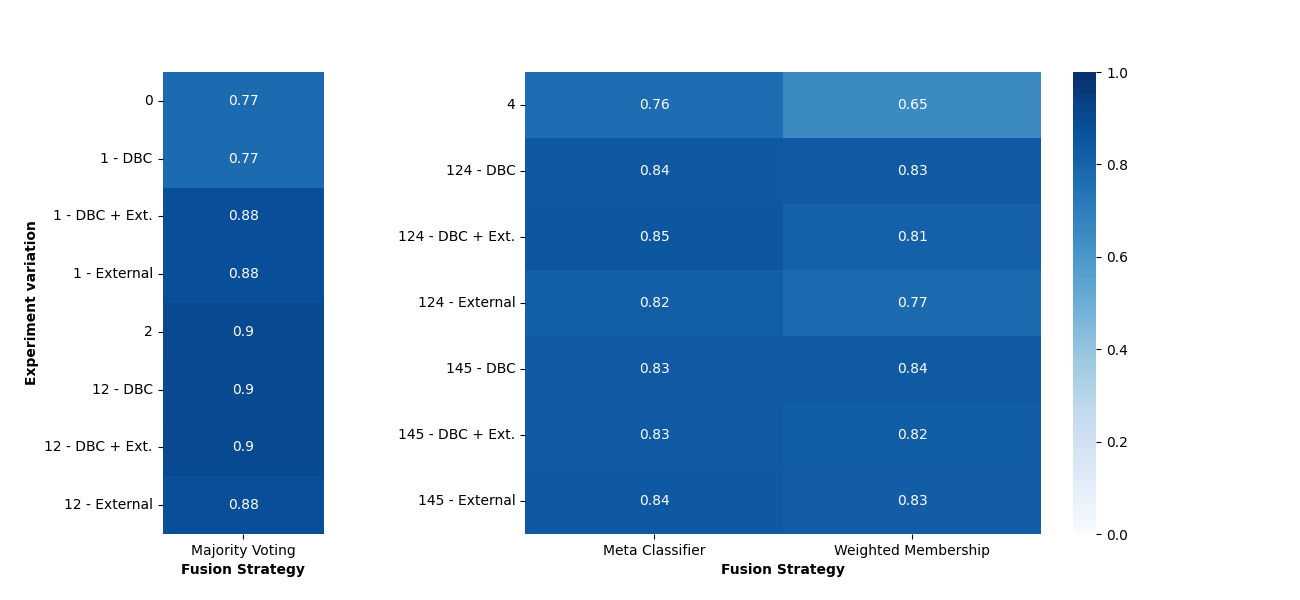 Experiment variation
0
0.77
1 - DBC
0.77
1 - DBC + Ext.
0.88
1 - External
0.88
2
0.9
12 - DBC
0.9
12 - DBC + Ext.
0.9
12 - External
0.88
Majority Voting
Fusion Strategy
4
0.76
0.65
124 - DBC
0.84
0.83
124 - DBC + Ext.
0.85
0.81
124 - External
0.82
0.77
145 - DBC
0.83
0.84
145 - DBC + Ext.
0.83
0.82
145 - External
0.84
0.83
Meta Classifier
Weighted Membership
Fusion Strategy
1.0
0.8
0.6
0.4
0.2
0.0